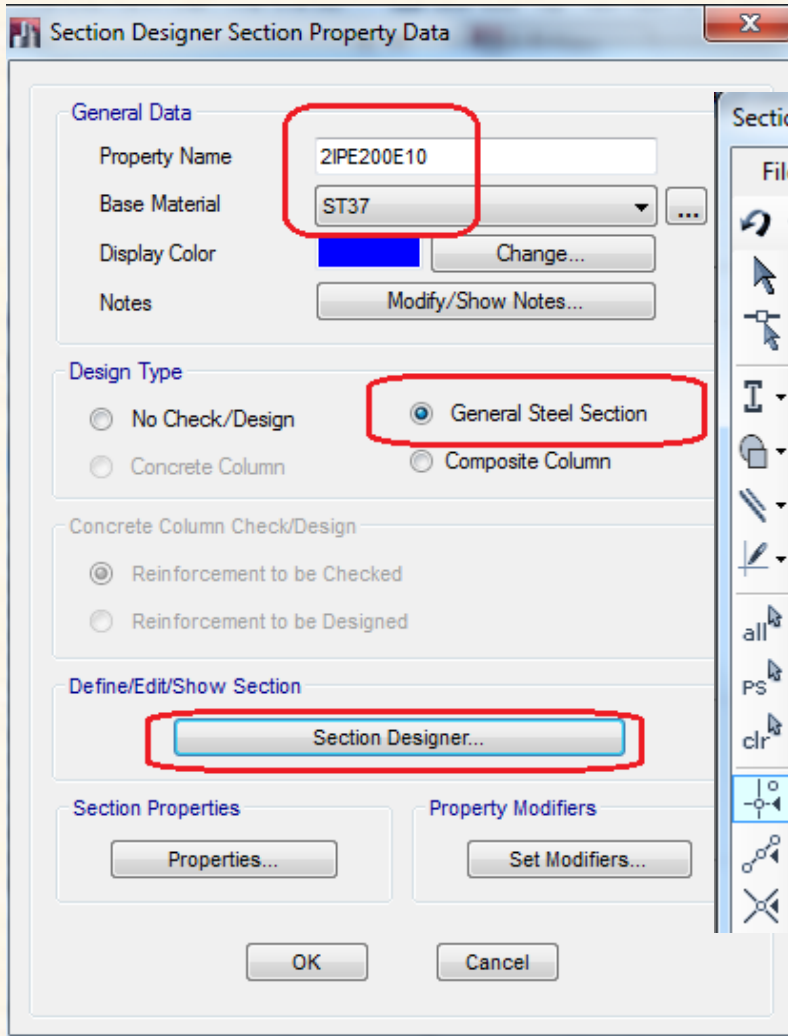 Section Designer Section Property Data
General Data
Property Name 2IPE200E10
Base Material ST37 ...
Display Color Change...
Notes Modify/Show Notes...
Design Type
No Check/Design General Steel Section
Concrete Column Composite Column
Concrete Column Check/Design
Reinforcement to be Checked
Reinforcement to be Designed
Define/Edit/Show Section
Section Designer...
Section Properties Property Modifiers
Properties... Set Modifiers...
OK Cancel
Sectio
File
all
PS
clr